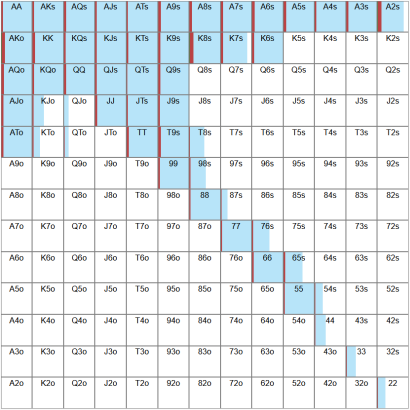 AA AKs AQs AJs ATs A9s A8s A7s A6s A5s A4s A3s A2s
AKo KK KQs KJs KTs K9s K8s K7s K6s K5s K4s K3s K2s
AQo KQo QQ QJs QTs Q9s Q8s Q7s Q6s Q5s Q4s Q3s Q2s
AJo KJo QJo JJ JTs J9s J8s J7s J6s J5s J4s J3s J2s
ATo KTo QTo JTo TT T9s T8s T7s T6s T5s T4s T3s T2s
A9o K9o Q9o J9o T9o 99 98s 97s 96s 95s 94s 93s 92s
A8o K8o Q8o J8o T8o 98o 88 87s 86s 85s 84s 83s 82s
A7o K7o Q7o J7o T7o 97o 87o 77 76s 75s 74s 73s 72s
A6o K6o Q6o J6o T6o 96o 86o 76o 66 65s 64s 63s 62s
A5o K5o Q5o J5o T5o 95o 85o 75o 65o 55 54s 53s 52s
A4o K4o Q4o J4o T4o 94o 84o 74o 64o 54o 44 43s 42s
A3o K3o Q3o J3o T3o 93o 83o 73o 63o 53o 43o 33 32s
A2o K2o Q2o J2o T2o 92o 82o 72o 62o 52o 42o 32o 22